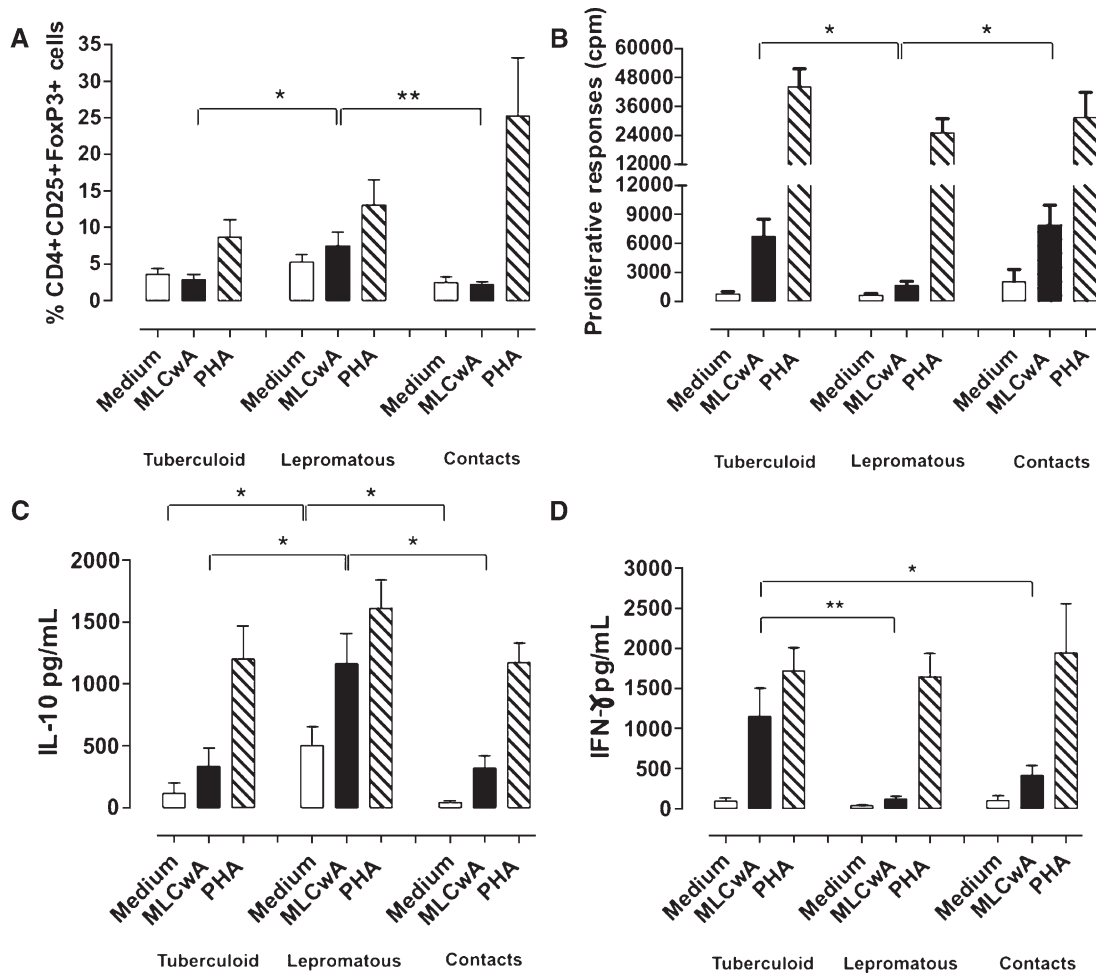 A
% CD4+CD25+FoxP3+ cells
35
30
25
20
15
10
5
0
*
**
Medium
MLCwA
PHA
Medium
MLCwA
PHA
Medium
MLCwA
PHA
Tuberculoid
Lepromatous
Contacts
B
Proliferative responses (cpm)
60000
48000
36000
24000
12000
12000
9000
6000
3000
0
*
*
Medium
MLCwA
PHA
Medium
MLCwA
PHA
Medium
MLCwA
PHA
Tuberculoid
Lepromatous
Contacts
C
IL-10 pg/mL
2000
1500
1000
500
0
*
*
*
*
Medium
MLCwA
PHA
Medium
MLCwA
PHA
Medium
MLCwA
PHA
Tuberculoid
Lepromatous
Contacts
D
IFN-ɣpg/mL
3000
2500
2000
1500
1000
500
0
*
**
Medium
MLCwA
PHA
Medium
MLCwA
PHA
Medium
MLCwA
PHA
Tuberculoid
Lepromatous
Contacts